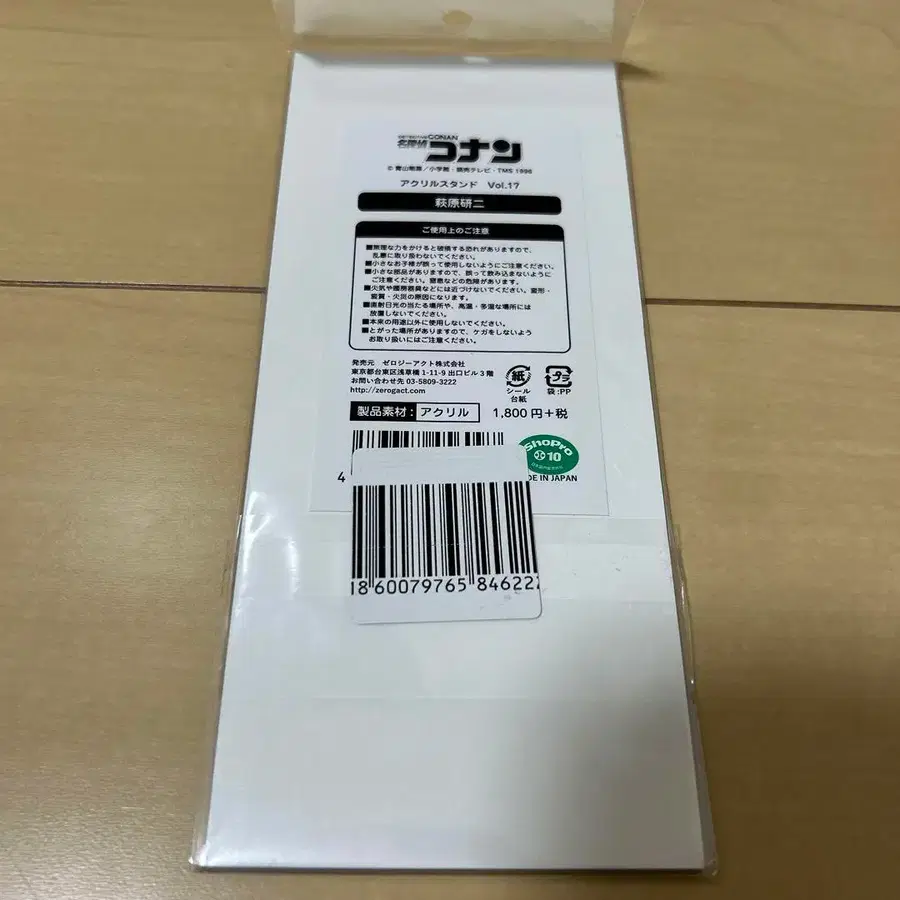 DETECTIVE CONAN
名探偵コナン
© 青山剛昌/小学館・読売テレビ・TMS 1996
アクリルスタンド Vol.17
萩原研二
ご使用上のご注意
■無理な力をかけると破損する恐れがありますので、
乱悪に取り扱わないでください。
■小さなお子様が誤って使用しないようにご注意ください。
■小さな部品がありますので、誤って飲み込まないように
ご注意ください。窒息などの危険があります。
■火気や暖房器具などには近づけないでください。変形・
変質・火災の原因になります。
■直射日光の当たる場所や、高温・多湿な場所には
放置しないでください。
■本来の用途以外に使用しないでください。
■とがった場所がありますので、ケガをしないよう
お取り扱いにはご注意ください。
発売元 ゼロジーアクト株式会社
東京都台東区浅草橋1-11-9 出口ビル3階
お問い合わせ先 03-5809-3222
http://zerogact.com
紙
シール
台紙
プラ
袋:PP
製品素材:アクリル
1,800円+税
ShoPro
10
DE IN JAPAN
4
18 60079765 84622